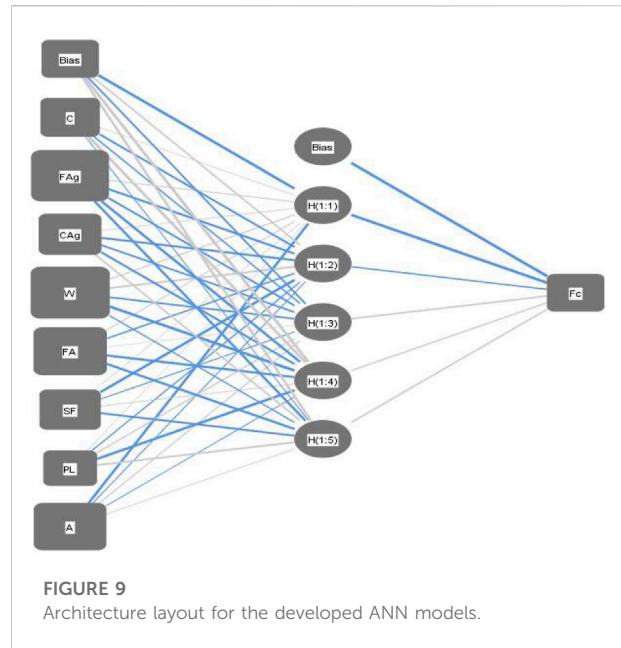 Bias
C
FAg
CAg
W
FA
SF
PL
A
Bias
H(1:1)
H(1:2)
H(1:3)
H(1:4)
H(1:5)
Fc
FIGURE 9
Architecture layout for the developed ANN models.